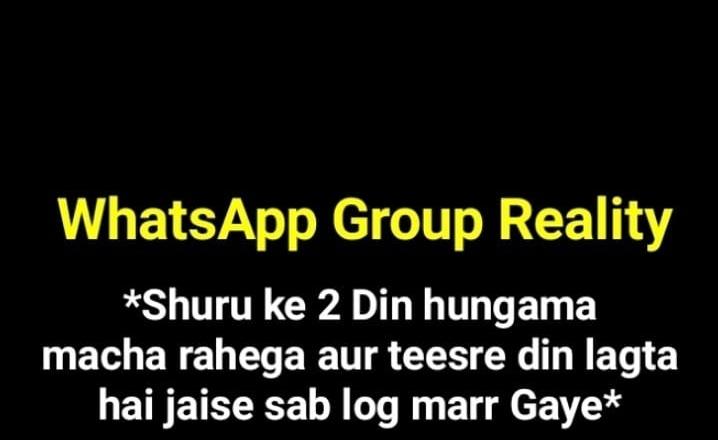 WhatsApp Group Reality
*Shuru ke 2 Din hungama
macha rahega aur teesre din lagta
hai jaise sab log marr Gaye*